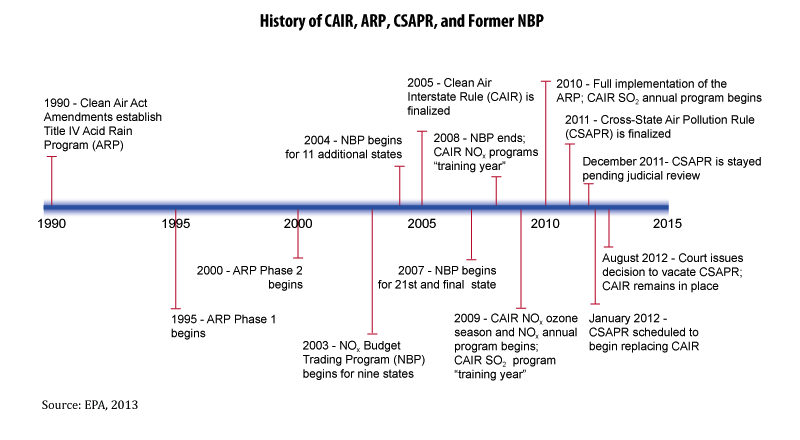 History of CAIR, ARP, CSAPR, and Former NBP
1990 - Clean Air Act
Amendments establish
Title IV Acid Rain
Program (ARP)
2004 - NBP begins
for 11 additional states
2005 - Clean Air
Interstate Rule (CAIR) is
finalized
2008 - NBP ends;
CAIR NOx programs
“training year”
2010 - Full implementation of the
ARP; CAIR SO2 annual program begins
2011 - Cross-State Air Pollution Rule
(CSAPR) is finalized
December 2011- CSAPR is stayed
pending judicial review
1990 1995 2000 2005 2010 2015
1995 - ARP Phase 1
begins
2000 - ARP Phase 2
begins
2003 - NOx Budget
Trading Program (NBP)
begins for nine states
2007 - NBP begins
for 21st and final state
2009 - CAIR NOx ozone
season and NOx annual
program begins;
CAIR SO2 program
“training year”
January 2012 -
CSAPR scheduled to
begin replacing CAIR
August 2012 - Court issues
decision to vacate CSAPR;
CAIR remains in place
Source: EPA, 2013